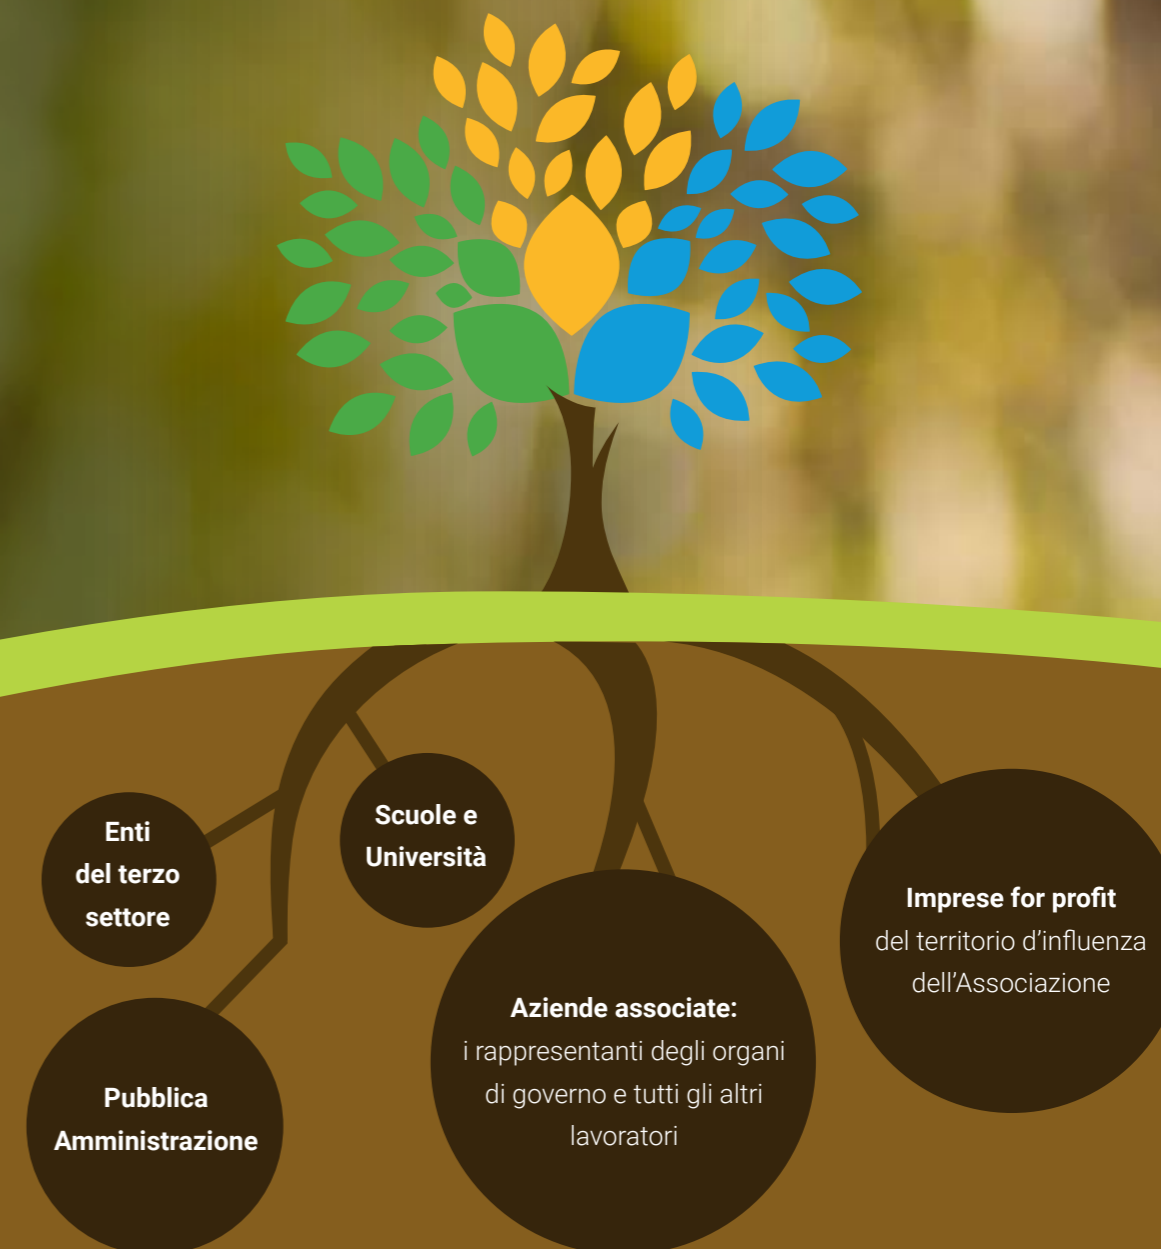 Enti
del terzo
settore
Scuole e
Università
Imprese for profit
del territorio d'influenza
dell'Associazione
Aziende associate:
i rappresentanti degli organi
di governo e tutti gli altri
lavoratori
Pubblica
Amministrazione